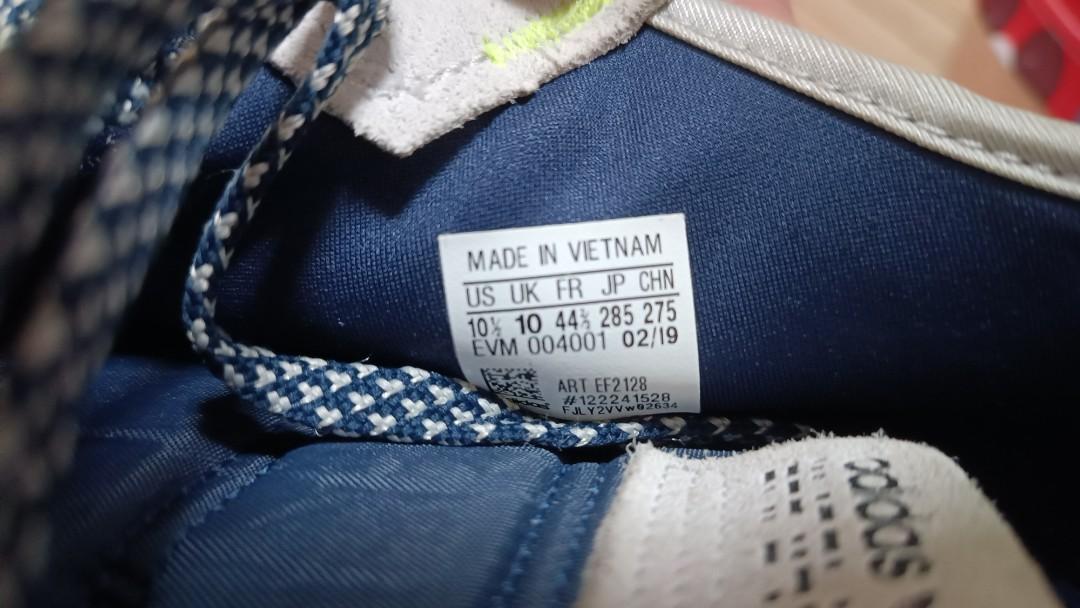 MADE IN VIETNAM
US UK FR JP CHN
10½ 10 44⅔ 285 275
EVM 004001 02/19
ART EF2128
#122241528
FJLY2VVw02634
adidas